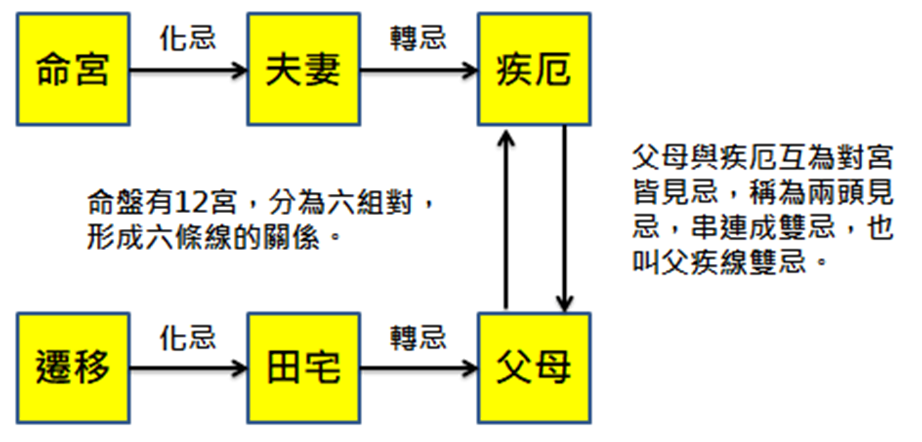 命宮
化忌
夫妻
轉忌
疾厄
命盤有12宮，分為六組對，
形成六條線的關係。
父母與疾厄互為對宮
皆見忌，稱為兩頭見
忌，串連成雙忌，也
叫父疾線雙忌。
遷移
化忌
田宅
轉忌
父母